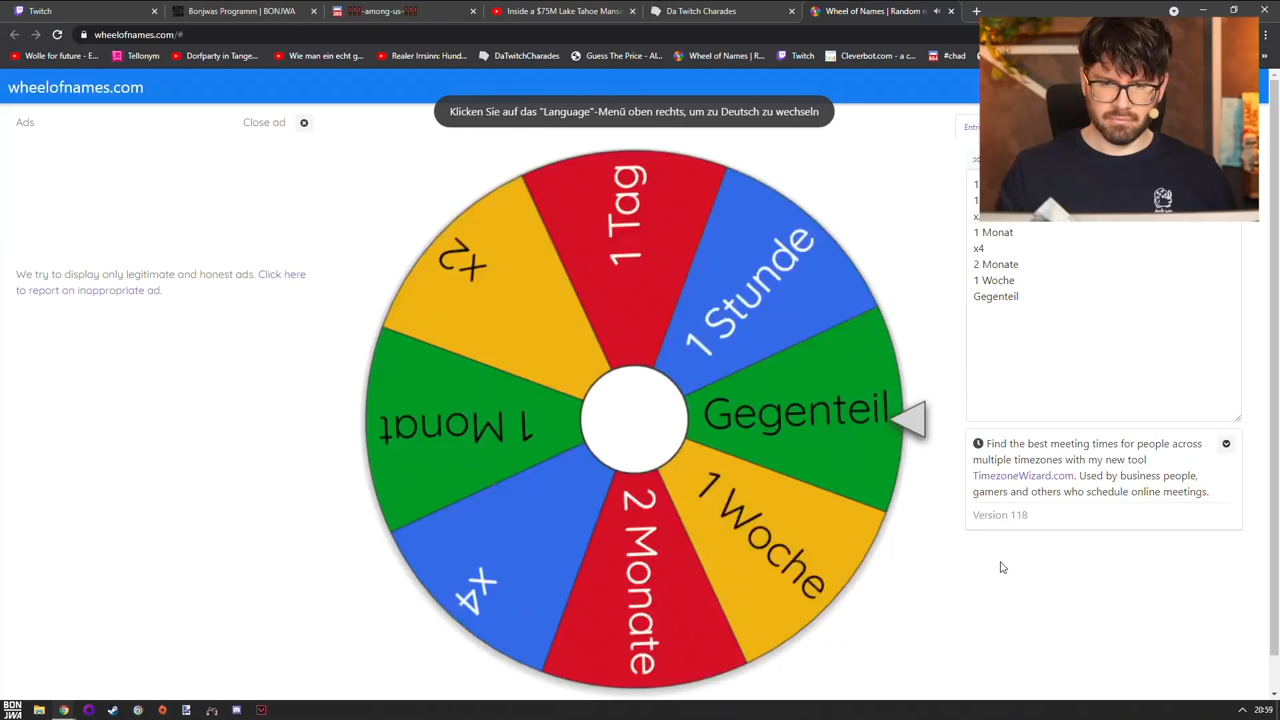 Twitch
Bonjwas Programm | BONJWA
-among-us-
Inside a $75M Lake Tahoe Mansi
Da Twitch Charades
Wheel of Names | Random n
wheelofnames.com/#
Wolle for future - E...
Tellonym
Dorfparty in Tange...
Wie man ein echt g...
Realer Irrsinn: Hund...
DaTwitchCharades
Guess The Price - Al...
Wheel of Names | R...
Twitch
Cleverbot.com - a c...
#chad
wheelofnames.com
Klicken Sie auf das "Language"-Menü oben rechts, um zu Deutsch zu wechseln
Ads
Close ad
We try to display only legitimate and honest ads. Click here
to report an inappropriate ad.
1 Tag
1 Stunde
Gegenteil
1 Woche
2 Monate
x4
1 Monat
x2
Entr
1
1
x
1 Monat
x4
2 Monate
1 Woche
Gegenteil
Find the best meeting times for people across
multiple timezones with my new tool
TimezoneWizard.com. Used by business people,
gamers and others who schedule online meetings.
Version 118
BON
JWA
20:59